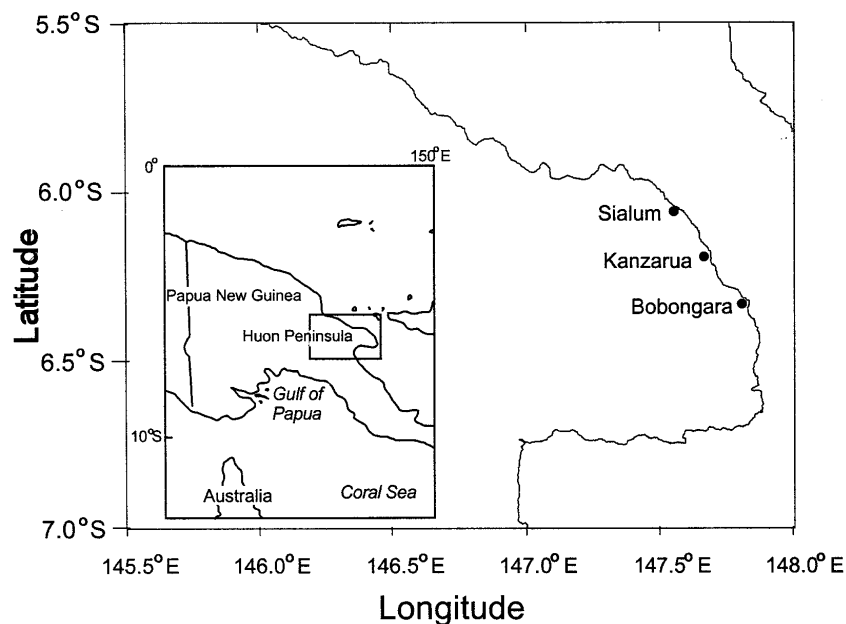 5.5°S
150°E
0°
6.0°S
Sialum
Kanzarua
Papua New Guinea
Bobongara
Huon Peninsula
Latitude
6.5°S
Gulf of
Papua
10°S
Australia
Coral Sea
7.0°S
145.5°E
146.0°E
146.5°E
147.0°E
147.5°E
148.0°E
Longitude